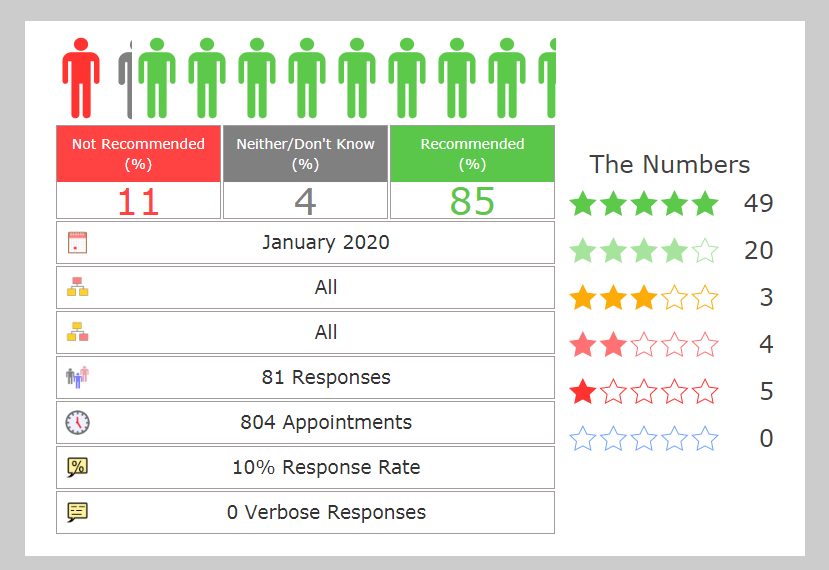 Not Recommended
(%)
Neither/Don't Know
(%)
Recommended
(%)
11
4
85
January 2020
All
All
81 Responses
804 Appointments
10% Response Rate
0 Verbose Responses
The Numbers
49
20
3
4
5
0